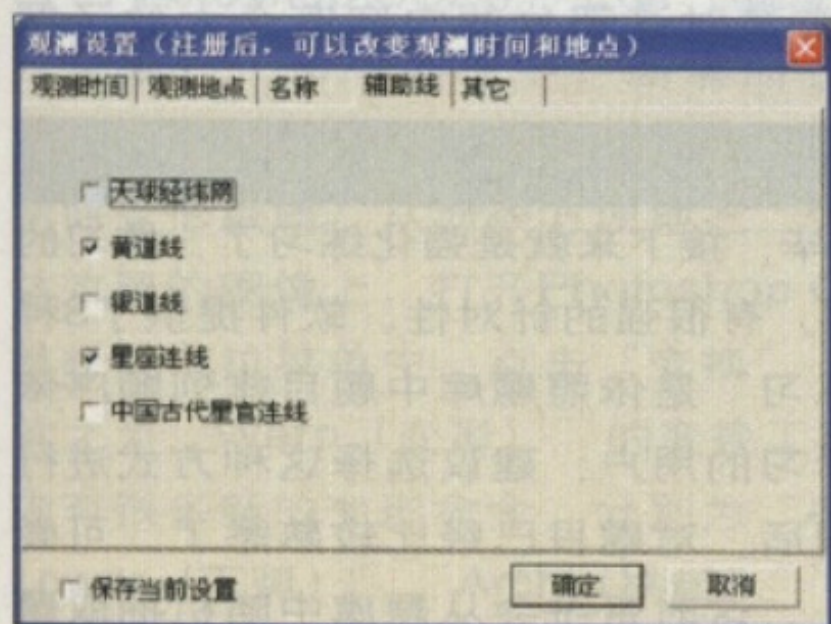 观测设置（注册后，可以改变观测时间和地点）
观测时间 观测地点 名称 辅助线 其它
天球经纬网
黄道线
银道线
星座连线
中国古代星官连线
保存当前设置
确定 取消